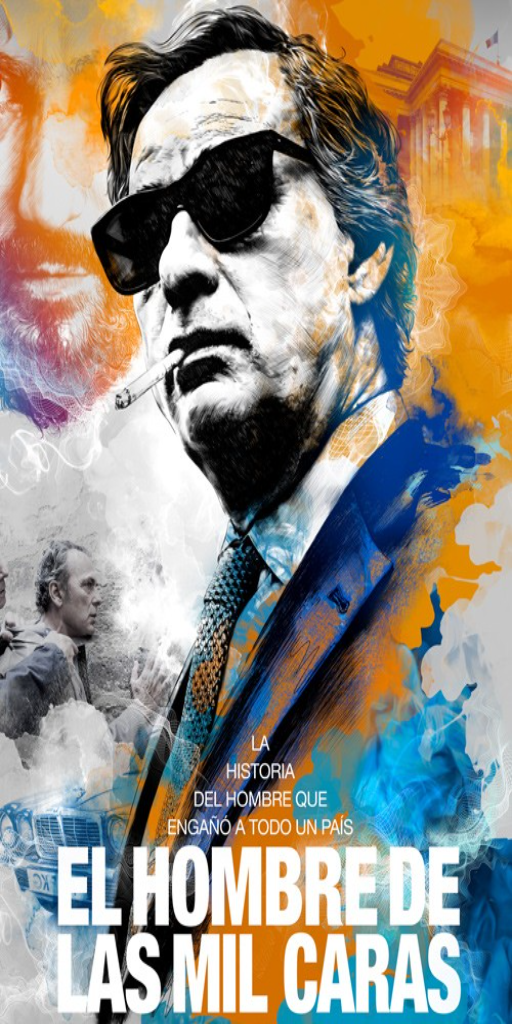 LA
HISTORIA
DEL HOMBRE QUE
ENGAÑÓ A TODO UN PAÍS
EL HOMBRE DE
LAS MIL CARAS